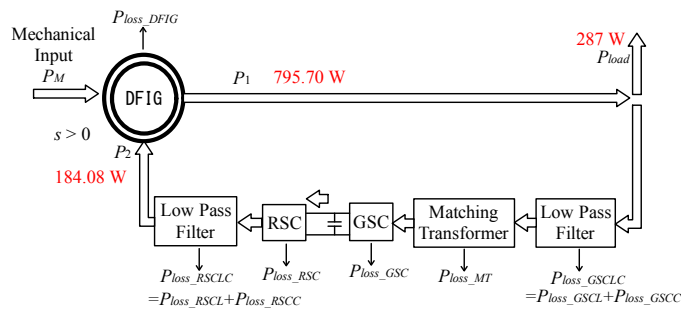 P_loss_DFIG
287 W
Mechanical
Input
P_M
P_load
P_1 795.70 W
DFIG
s > 0
P_2
184.08 W
Low Pass
Filter
RSC
GSC
Matching
Transformer
Low Pass
Filter
P_loss_RSCLC
=P_loss_RSCL+P_loss_RSCC
P_loss_RSC
P_loss_GSC
P_loss_MT
P_loss_GSCLC
=P_loss_GSCL+P_loss_GSCC